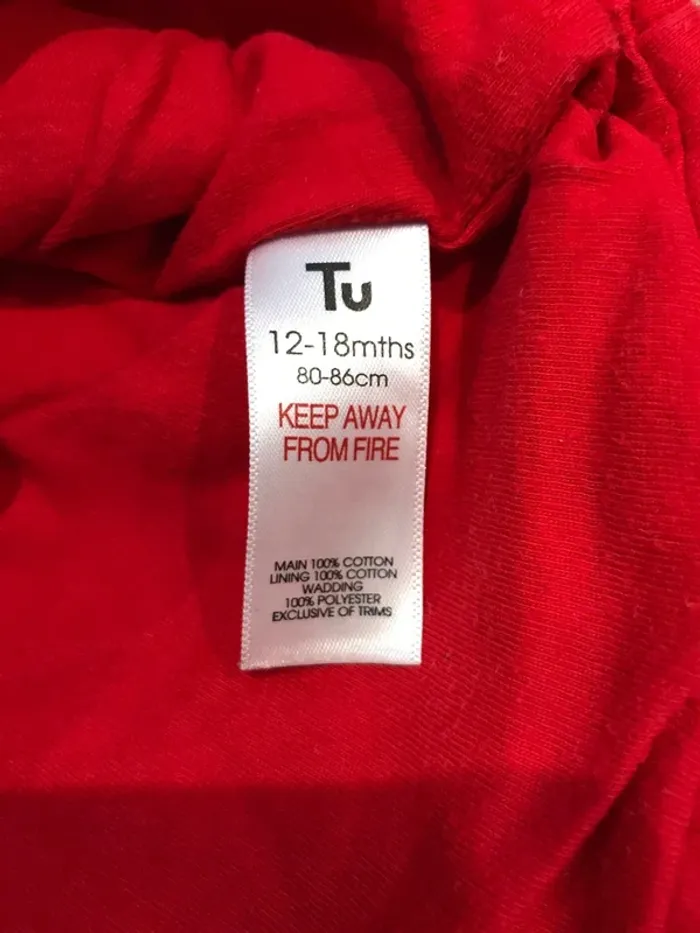 Tu
12-18mths
80-86cm
KEEP AWAY
FROM FIRE
MAIN 100% COTTON
LINING 100% COTTON
WADDING
100% POLYESTER
EXCLUSIVE OF TRIMS